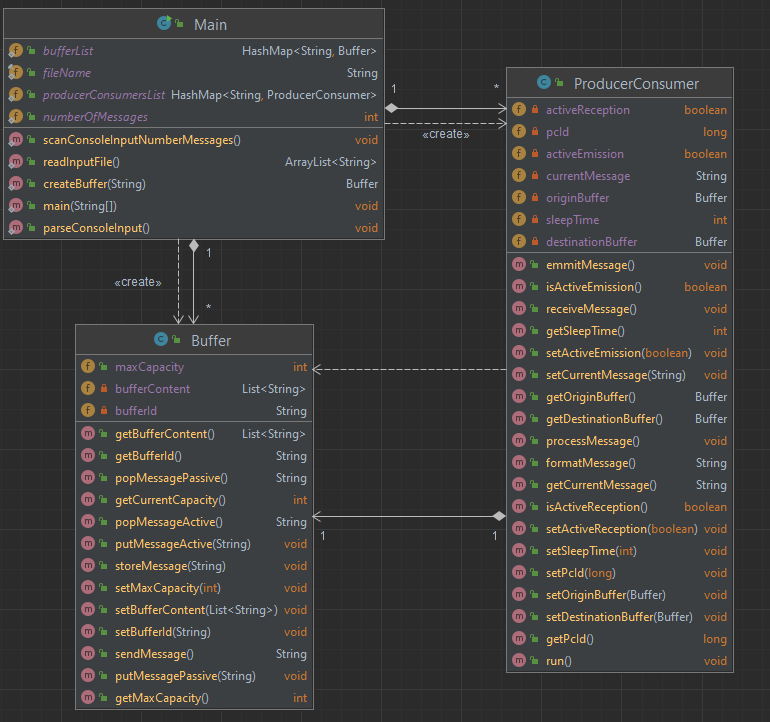 Main
bufferList HashMap<String, Buffer>
fileName String
producerConsumersList HashMap<String, ProducerConsumer>
numberOfMessages int
scanConsoleInputNumberMessages() void
readInputFile() ArrayList<String>
createBuffer(String) Buffer
main(String[]) void
parseConsoleInput() void
1
*
«create»
1
«create»
*
ProducerConsumer
activeReception boolean
pcId long
activeEmission boolean
currentMessage String
originBuffer Buffer
sleepTime int
destinationBuffer Buffer
emmitMessage() void
isActiveEmission() boolean
receiveMessage() void
getSleepTime() int
setActiveEmission(boolean) void
setCurrentMessage(String) void
getOriginBuffer() Buffer
getDestinationBuffer() Buffer
processMessage() void
formatMessage() String
getCurrentMessage() String
isActiveReception() boolean
setActiveReception(boolean) void
setSleepTime(int) void
setPcId(long) void
setOriginBuffer(Buffer) void
setDestinationBuffer(Buffer) void
getPcId() long
run() void
Buffer
maxCapacity int
bufferContent List<String>
bufferId String
getBufferContent() List<String>
getBufferId() String
popMessagePassive() String
getCurrentCapacity() int
popMessageActive() String
putMessageActive(String) void
storeMessage(String) void
setMaxCapacity(int) void
setBufferContent(List<String>) void
setBufferId(String) void
sendMessage() String
putMessagePassive(String) void
getMaxCapacity() int
1
1